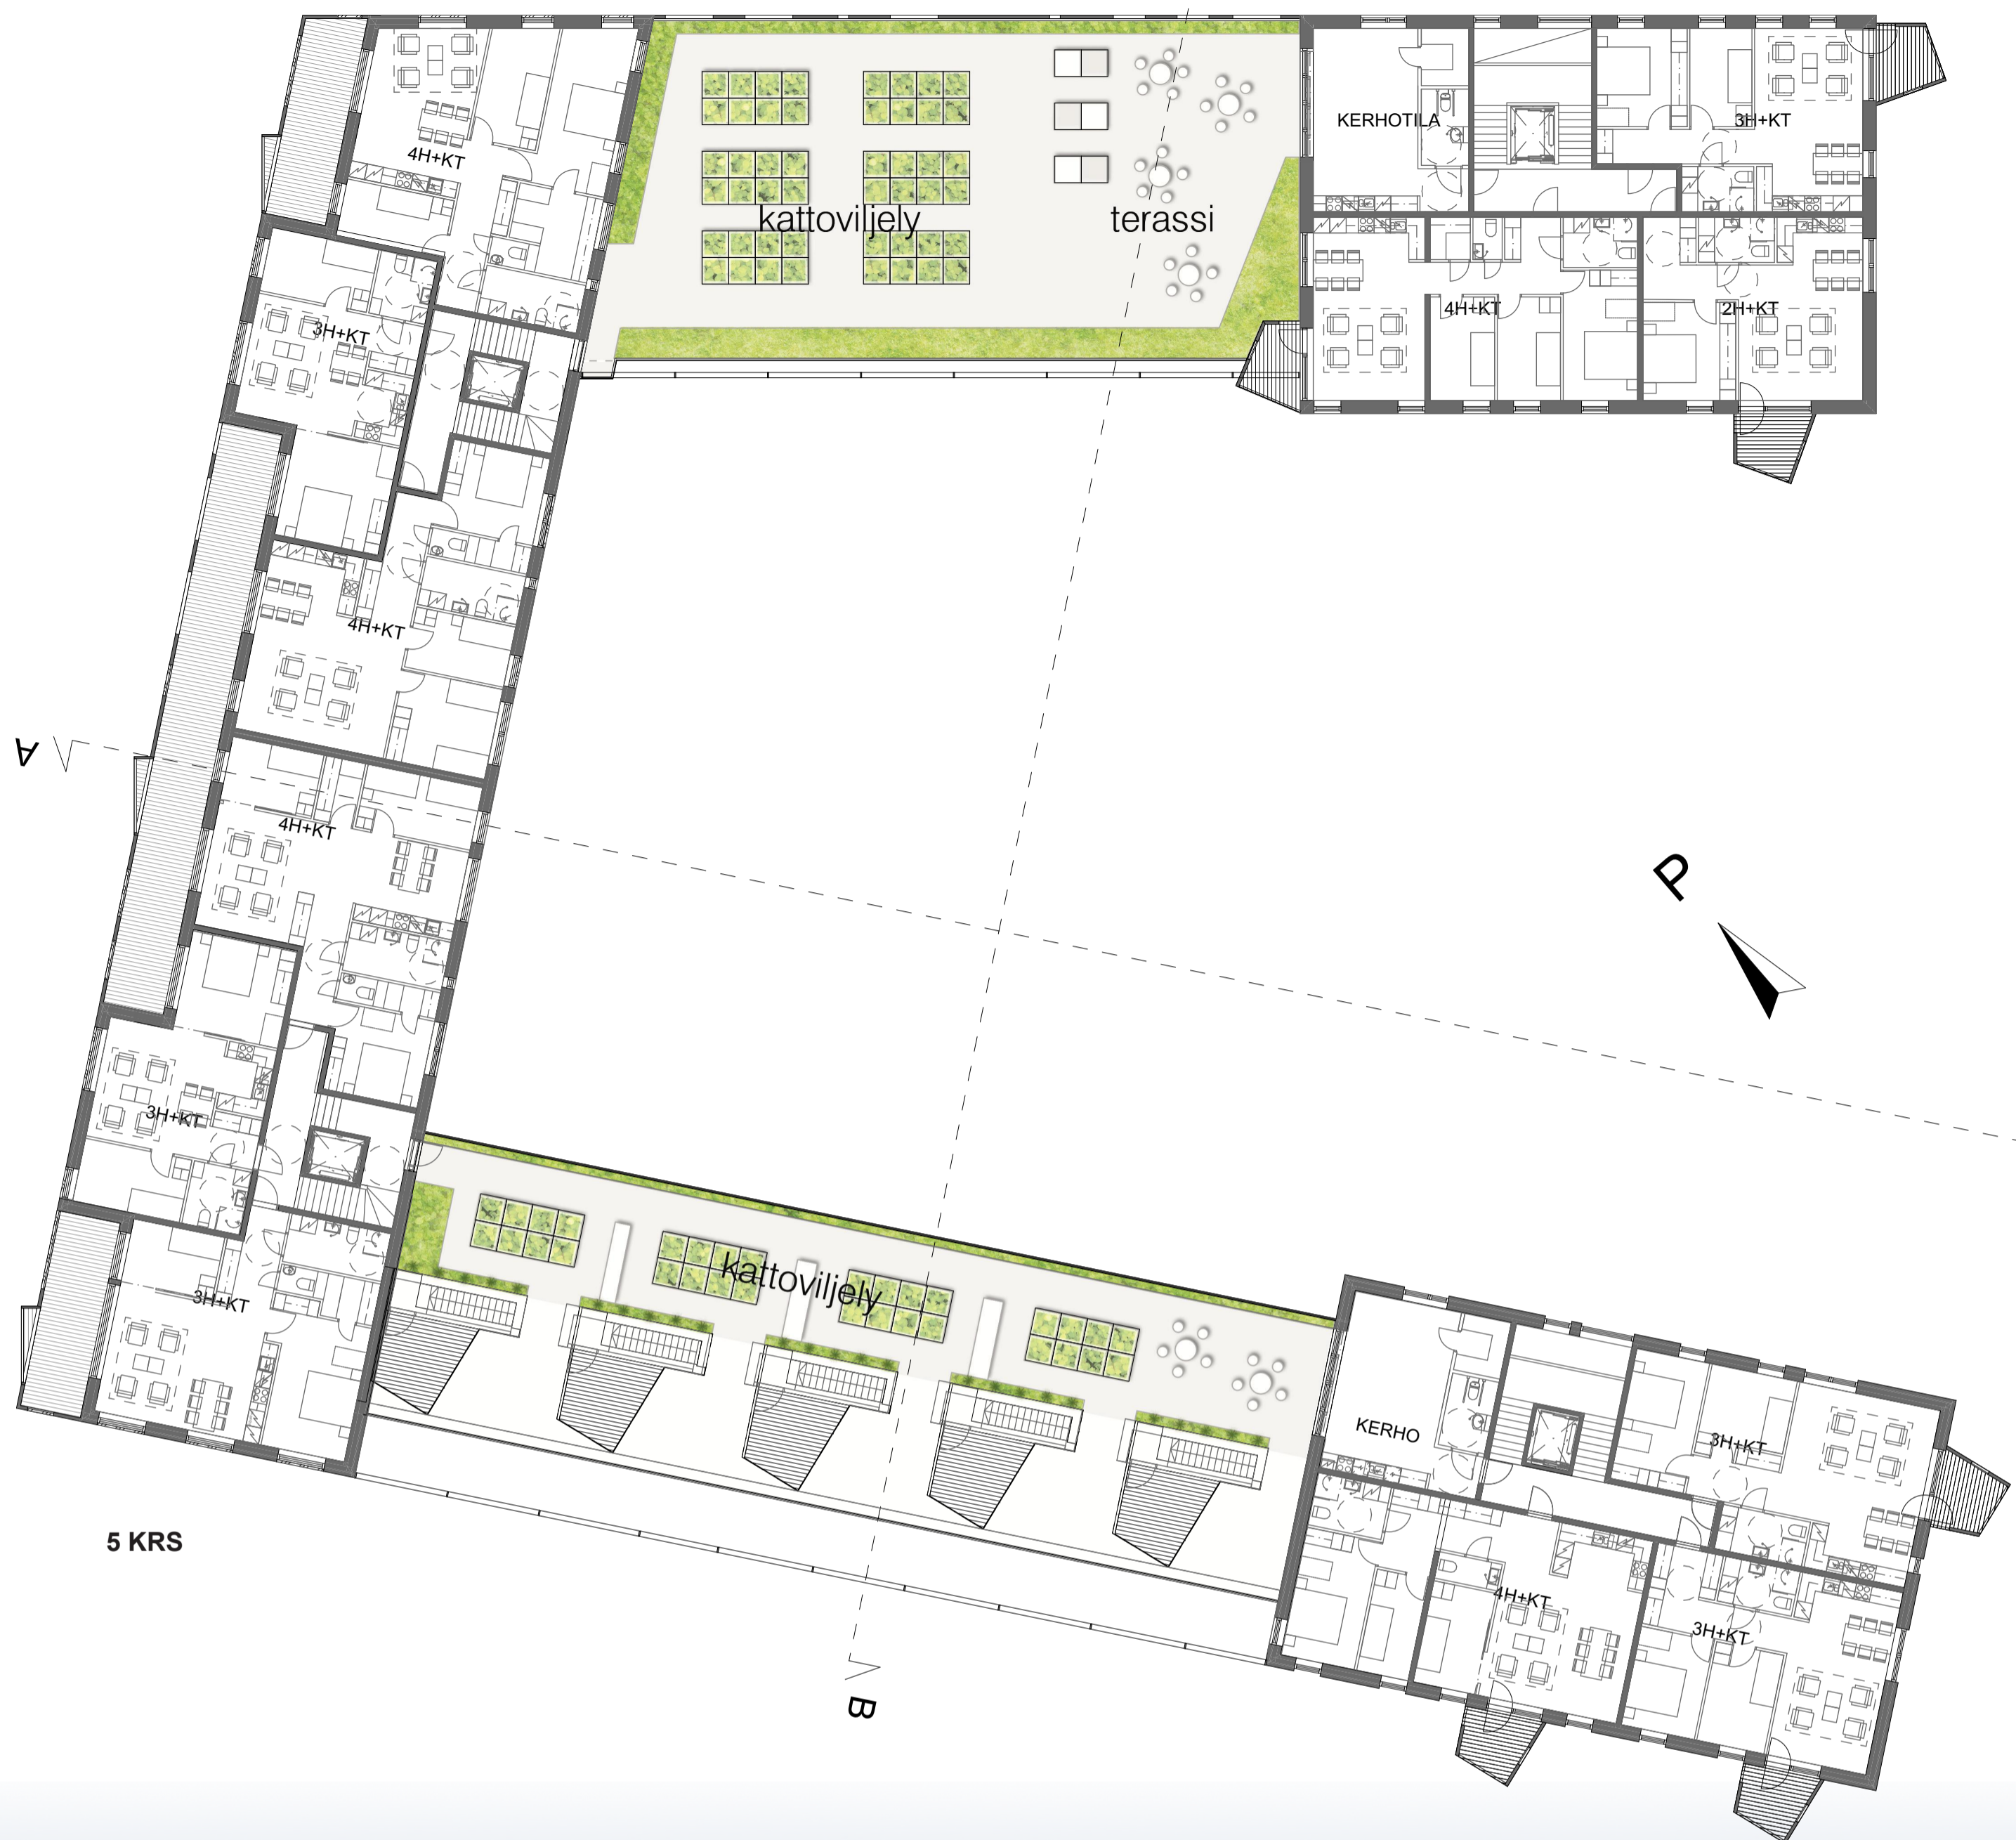 KERHOTILA
3H+KT
4H+KT
kattoviljely
terassi
3H+KT
4H+KT
2H+KT
4H+KT
A
4H+KT
P
3H+KT
kattoviljely
3H+KT
KERHO
3H+KT
5 KRS
4H+KT
3H+KT
B